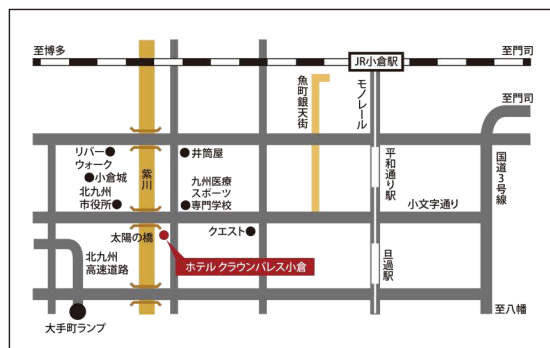 至博多
JR小倉駅
至門司
至門司
魚町銀天街
モノレール
リバー
ウォーク
小倉城
北九州
市役所
紫川
井筒屋
九州医療
スポーツ
専門学校
平和通り駅
国道3号線
小文字通り
太陽の橋
クエスト
北九州
高速道路
ホテル クラウンパレス小倉
旦過駅
大手町ランプ
至八幡